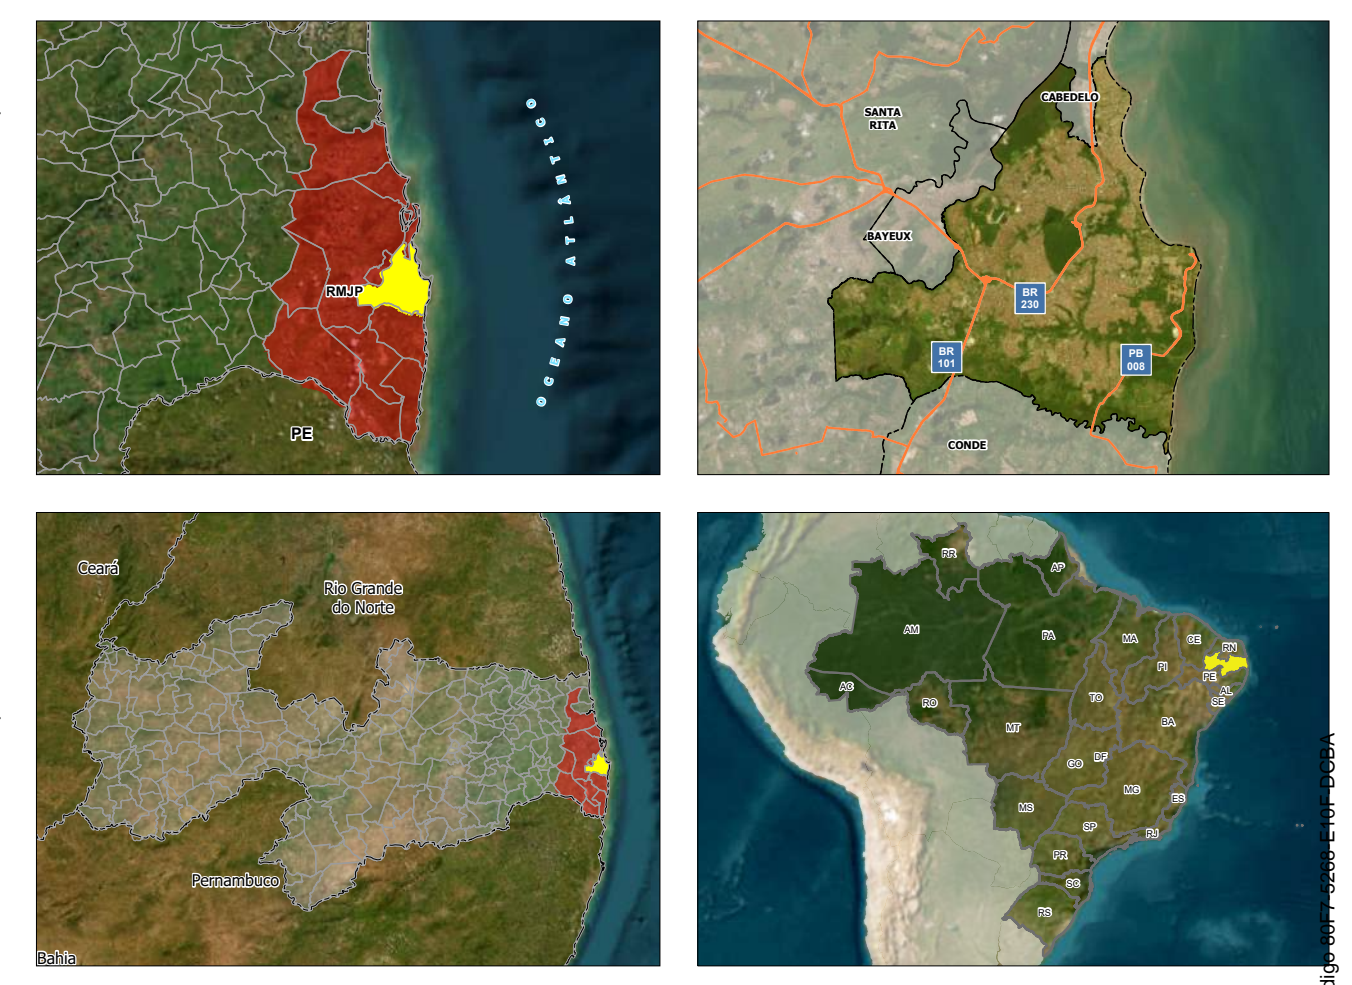 OCEANO ATLÂNTICO
RMJP
PE
CABEDELO
SANTA
RITA
BAYEUX
BR
230
BR
101
PB
008
CONDE
Ceará
Rio Grande
do Norte
Pernambuco
Bahia
RR
AP
AM
PA
MA
CE
RN
PI
PE
AC
RO
TO
AL
SE
MT
BA
GO
DF
MG
MS
ES
SP
RJ
PR
SC
RS
digo 80F7-5268-E10F-DCBA